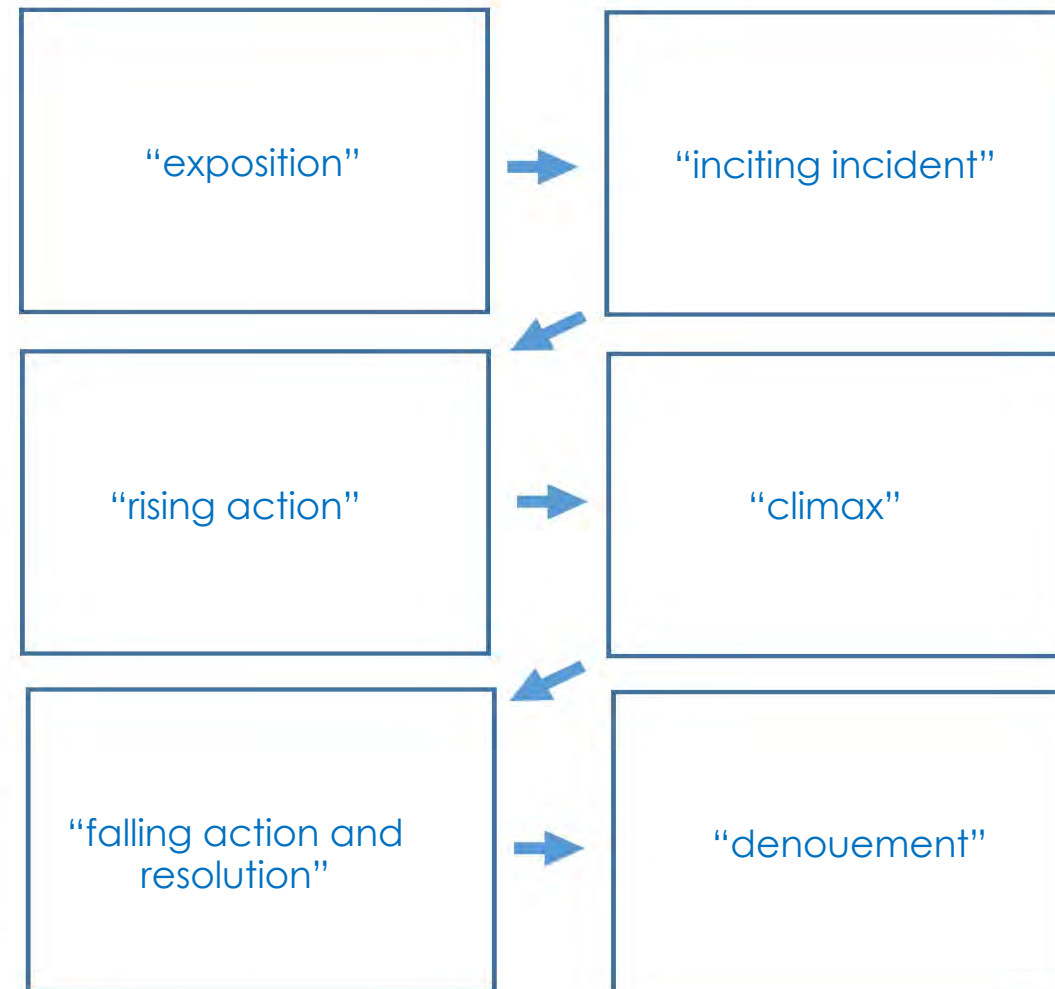 “exposition”
“inciting incident”
“rising action”
“climax”
“falling action and
resolution”
“denouement”